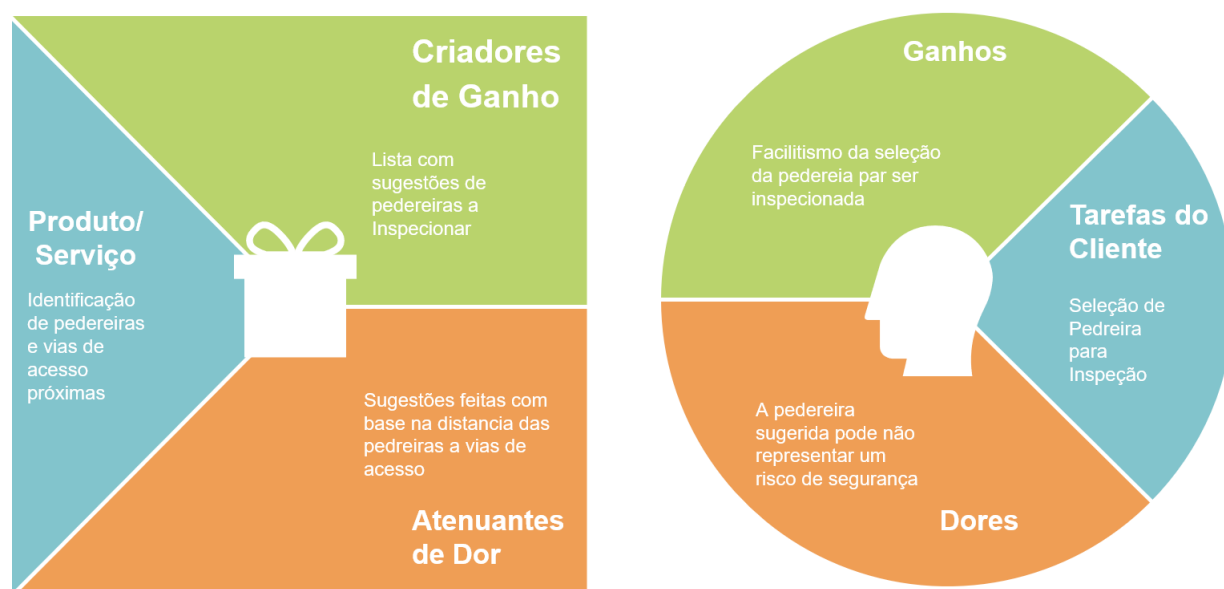 Criadores
de Ganho
Lista com
sugestões de
pedereiras a
Inspecionar
Produto/
Serviço
Identificação
de pedereiras
e vias de
acesso
próximas
Sugestões feitas com
base na distancia das
pedreiras a vias de
acesso
Atenuantes
de Dor
Ganhos
Facilitismo da seleção
da pedereia par ser
inspecionada
Tarefas do
Cliente
Seleção de
Pedreira
para
Inspeção
A pedereira
sugerida pode não
representar um
risco de segurança
Dores